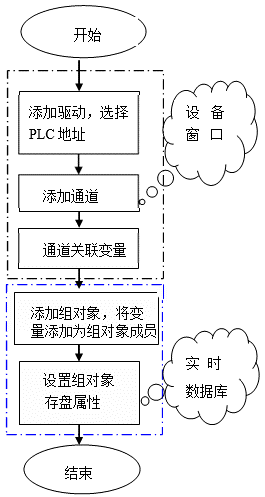 开始
添加驱动，选择
PLC 地址
设 备
窗 口
添加通道
通道关联变量
添加组对象，将变
量添加为组对象成员
设置组对象
存盘属性
实 时
数据库
结束